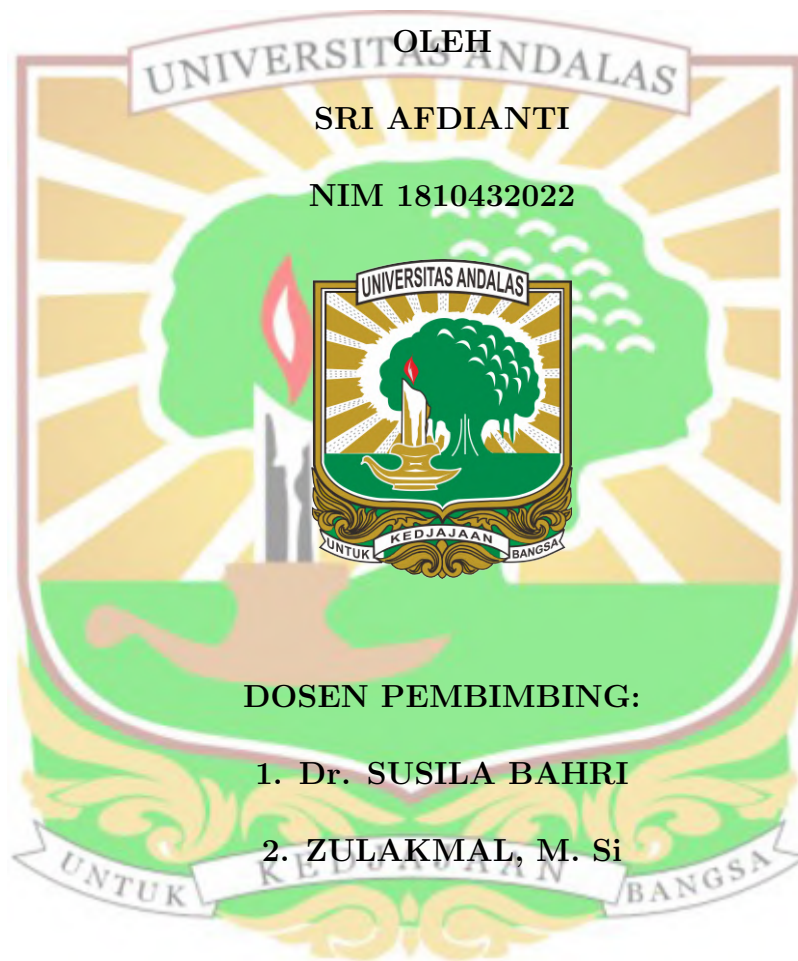 UNIVERSITAS ANDALAS
OLEH
SRI AFDIANTI
NIM 1810432022
UNIVERSITAS ANDALAS
UNTUK KEDJAJAAN BANGSA
DOSEN PEMBIMBING:
1. Dr. SUSILA BAHRI
2. ZULAKMAL, M. Si
UNTUK KEDJAJAAN BANGSA